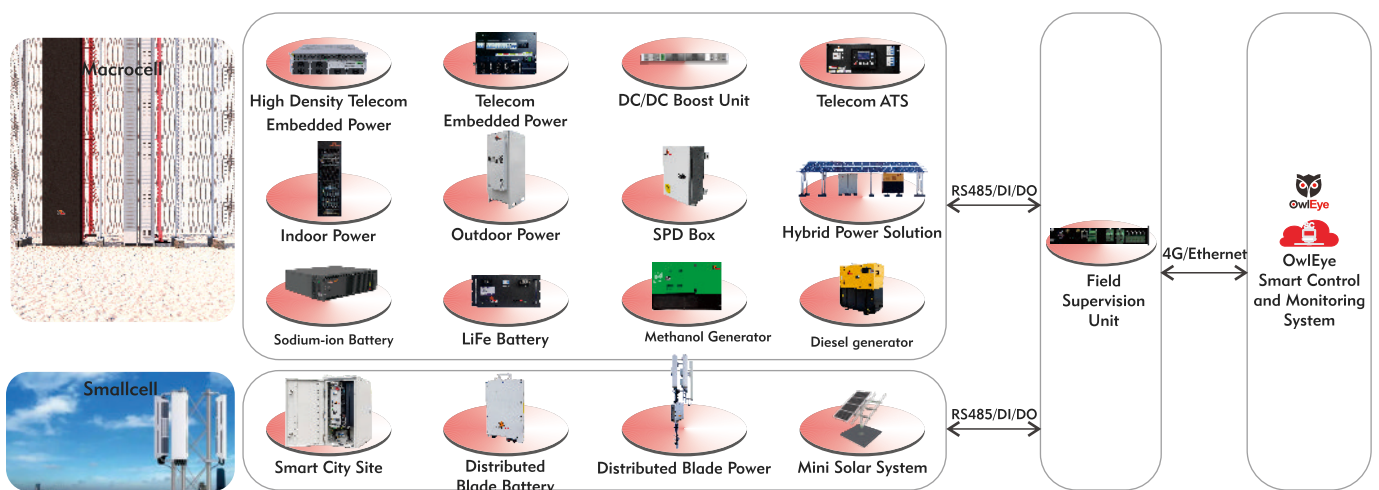 Macrocell
High Density Telecom
Embedded Power
Telecom
Embedded Power
DC/DC Boost Unit
Telecom ATS
Indoor Power
Outdoor Power
SPD Box
Hybrid Power Solution
Sodium-ion Battery
LiFe Battery
Methanol Generator
Diesel generator
RS485/DI/DO
Smallcell
Smart City Site
Distributed
Blade Battery
Distributed Blade Power
Mini Solar System
RS485/DI/DO
Field
Supervision
Unit
4G/Ethernet
OwlEye
OwlEye
Smart Control
and Monitoring
System